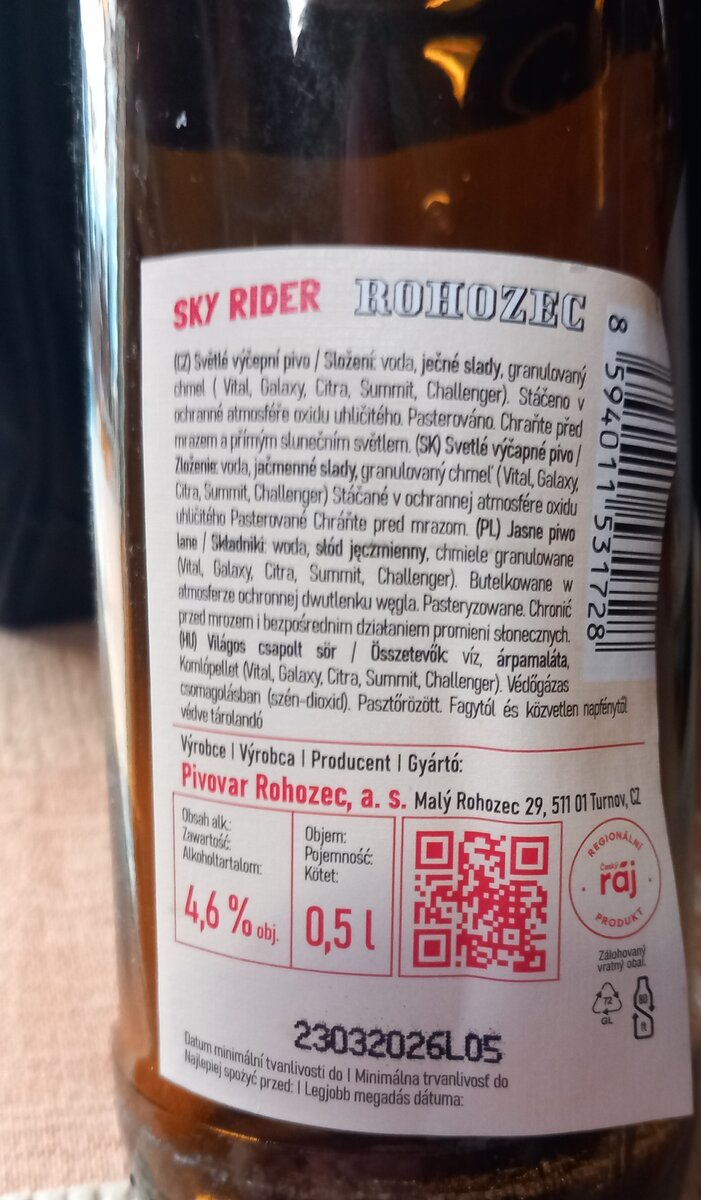 SKY RIDER ROHOZEC
(CZ) Světlé výčepní pivo / Složení: voda, ječné slady, granulovaný
chmel ( Vital, Galaxy, Citra, Summit, Challenger). Stáčeno v
ochranné atmosféře oxidu uhličitého. Pasterováno. Chraňte před
mrazem a přímým slunečním světlem. (SK) Svetlé výčapné pivo /
Zloženie: voda, jačmenné slady, granulovaný chmeľ (Vital, Galaxy,
Citra, Summit, Challenger) Stáčané v ochrannej atmosfére oxidu
uhličitého Pasterované Chráňte pred mrazom. (PL) Jasne piwo
lane / Składniki: woda, słód jęczmienny, chmiele granulowane
(Vital, Galaxy, Citra, Summit, Challenger). Butelkowane w
atmosferze ochronnej dwutlenku węgla. Pasteryzowane. Chronić
przed mrozem i bezpośrednim działaniem promieni słonecznych.
(HU) Világos csapolt sör / Összetevők: víz, árpamaláta,
Komlópellet (Vital, Galaxy, Citra, Summit, Challenger). Védőgázas
csomagolásban (szén-dioxid). Pasztőrözött. Fagytól és közvetlen napfénytől
védve tárolandó
8 594011 531728
Výrobce | Výrobca | Producent | Gyártó:
Pivovar Rohozec, a. s. Malý Rohozec 29, 511 01 Turnov, CZ
Obsah alk.:
Zawartość:
Alkoholtartalom:
4,6 % obj.
Objem:
Pojemność:
Kötet:
0,5 l
REGIONÁLNÍ
Český
ráj
PRODUKT
Zálohovaný
vratný obal.
72
GL
80
ft
23032026L05
Datum minimální tvanlivosti do | Minimálna trvanlivosť do
Najlepiej spożyć przed: | Legjobb megadás dátuma: